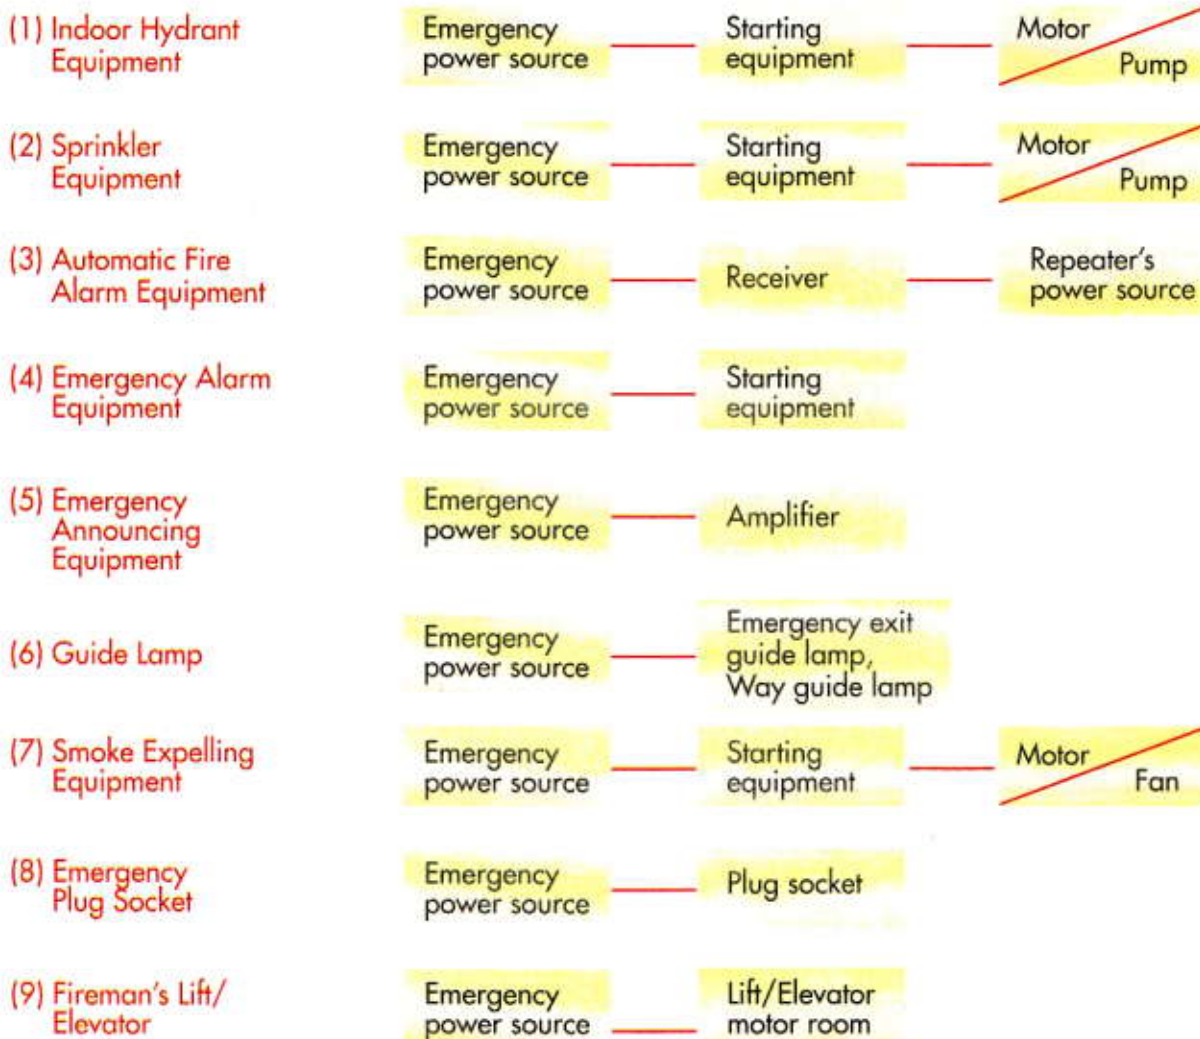 (1) Indoor Hydrant
Equipment
Emergency
power source
Starting
equipment
Motor
Pump
(2) Sprinkler
Equipment
Emergency
power source
Starting
equipment
Motor
Pump
(3) Automatic Fire
Alarm Equipment
Emergency
power source
Receiver
Repeater's
power source
(4) Emergency Alarm
Equipment
Emergency
power source
Starting
equipment
(5) Emergency
Announcing
Equipment
Emergency
power source
Amplifier
(6) Guide Lamp
Emergency
power source
Emergency exit
guide lamp,
Way guide lamp
(7) Smoke Expelling
Equipment
Emergency
power source
Starting
equipment
Motor
Fan
(8) Emergency
Plug Socket
Emergency
power source
Plug socket
(9) Fireman's Lift/
Elevator
Emergency
power source
Lift/Elevator
motor room